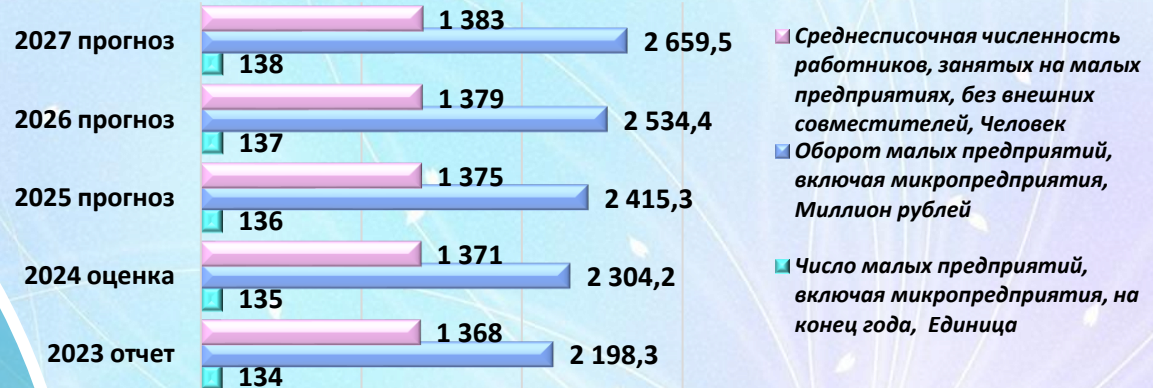 1 383
2027 прогноз
2 659,5
138
1 379
2026 прогноз
2 534,4
137
1 375
2025 прогноз
2 415,3
136
1 371
2024 оценка
2 304,2
135
1 368
2023 отчет
2 198,3
134
Среднесписочная численность
работников, занятых на малых
предприятиях, без внешних
совместителей, Человек
Оборот малых предприятий,
включая микропредприятия,
Миллион рублей
Число малых предприятий,
включая микропредприятия, на
конец года, Единица